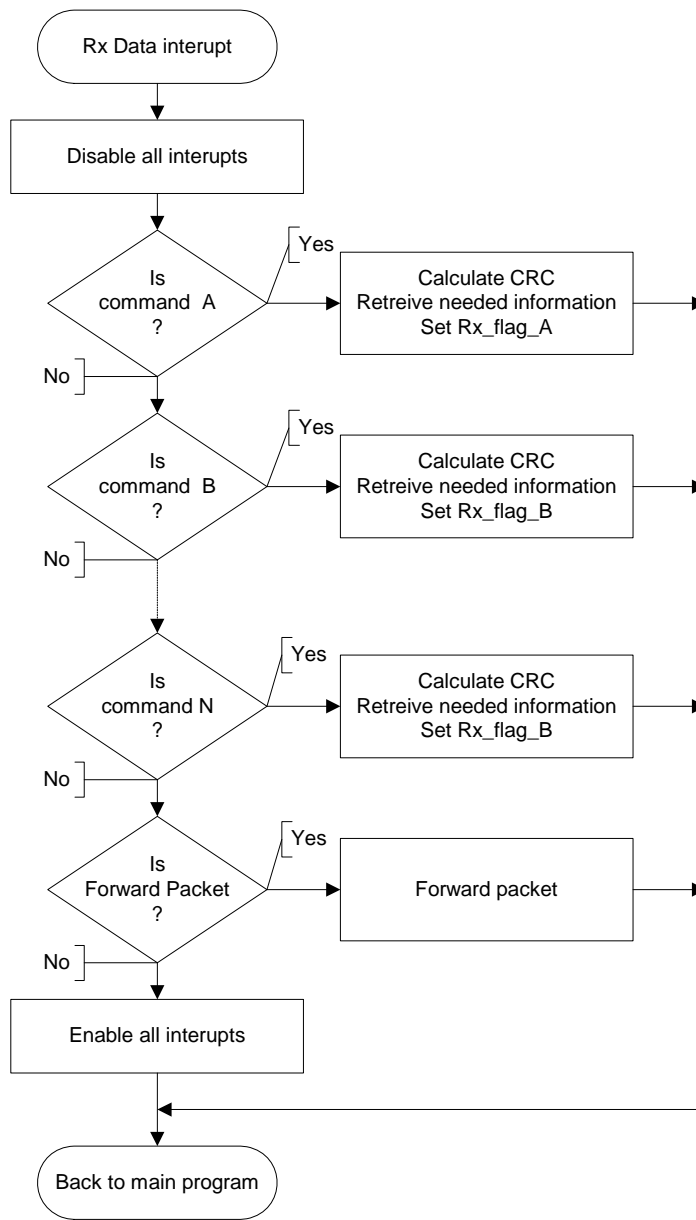 Rx Data interupt
Disable all interupts
Is
command A
?
Yes
Calculate CRC
Retreive needed information
Set Rx_flag_A
No
Is
command B
?
Yes
Calculate CRC
Retreive needed information
Set Rx_flag_B
No
Is
command N
?
Yes
Calculate CRC
Retreive needed information
Set Rx_flag_B
No
Is
Forward Packet
?
Yes
Forward packet
No
Enable all interupts
Back to main program